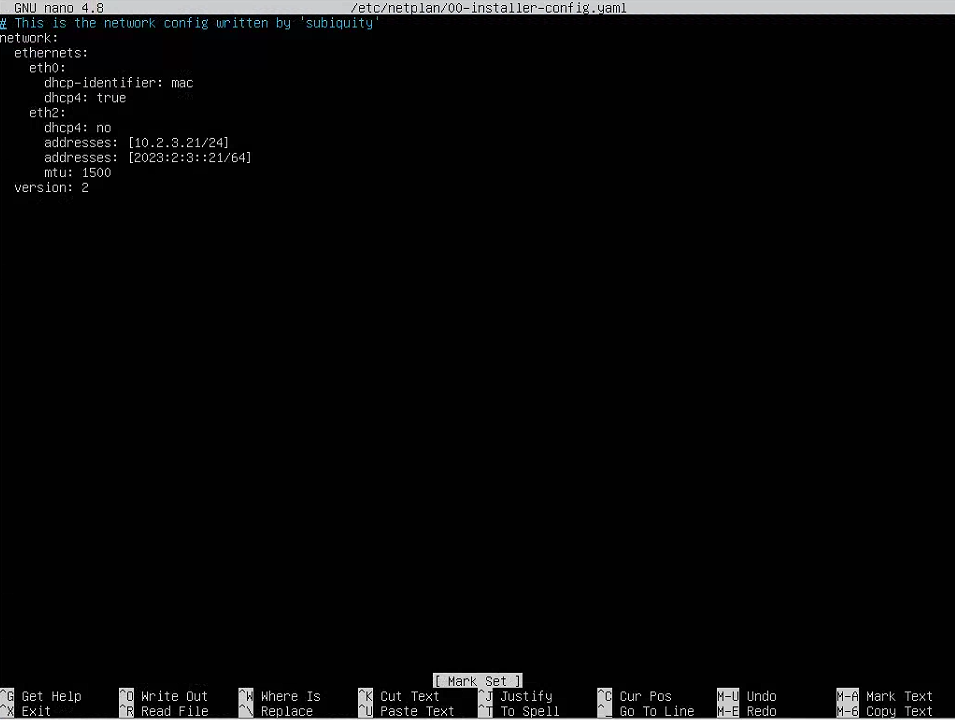 GNU nano 4.8 /etc/netplan/00-installer-config.yaml
# This is the network config written by 'subiquity'
network:
  ethernets:
    eth0:
      dhcp-identifier: mac
      dhcp4: true
    eth2:
      dhcp4: no
      addresses: [10.2.3.21/24]
      addresses: [2023:2:3::21/64]
      mtu: 1500
  version: 2
[ Mark Set ]
^G Get Help ^O Write Out ^W Where Is ^K Cut Text ^J Justify ^C Cur Pos M-U Undo M-A Mark Text
^X Exit ^R Read File ^\ Replace ^U Paste Text ^T To Spell ^_ Go To Line M-E Redo M-6 Copy Text